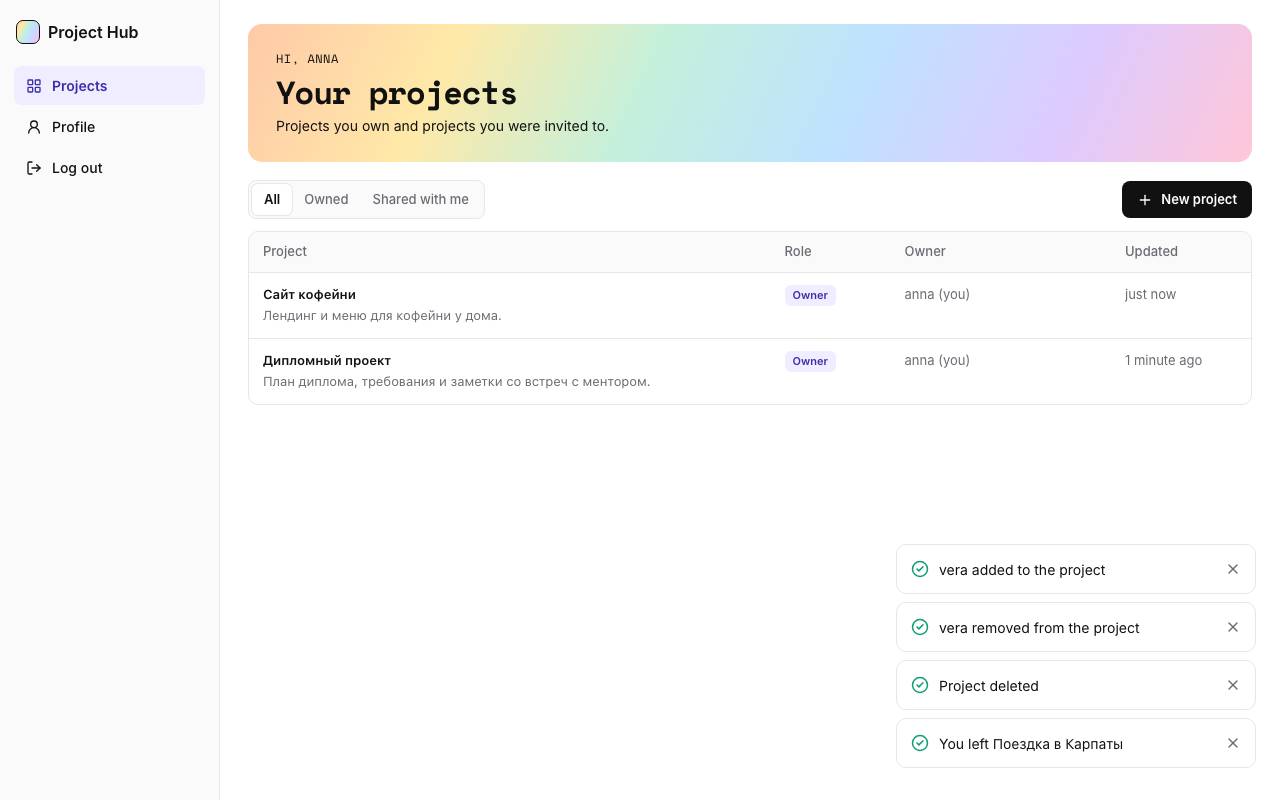 Project Hub
Projects
Profile
Log out
HI, ANNA
Your projects
Projects you own and projects you were invited to.
All Owned Shared with me
New project
Project Role Owner Updated
Сайт кофейни Owner anna (you) just now
Лендинг и меню для кофейни у дома.
Дипломный проект Owner anna (you) 1 minute ago
План диплома, требования и заметки со встреч с ментором.
vera added to the project
vera removed from the project
Project deleted
You left Поездка в Карпаты